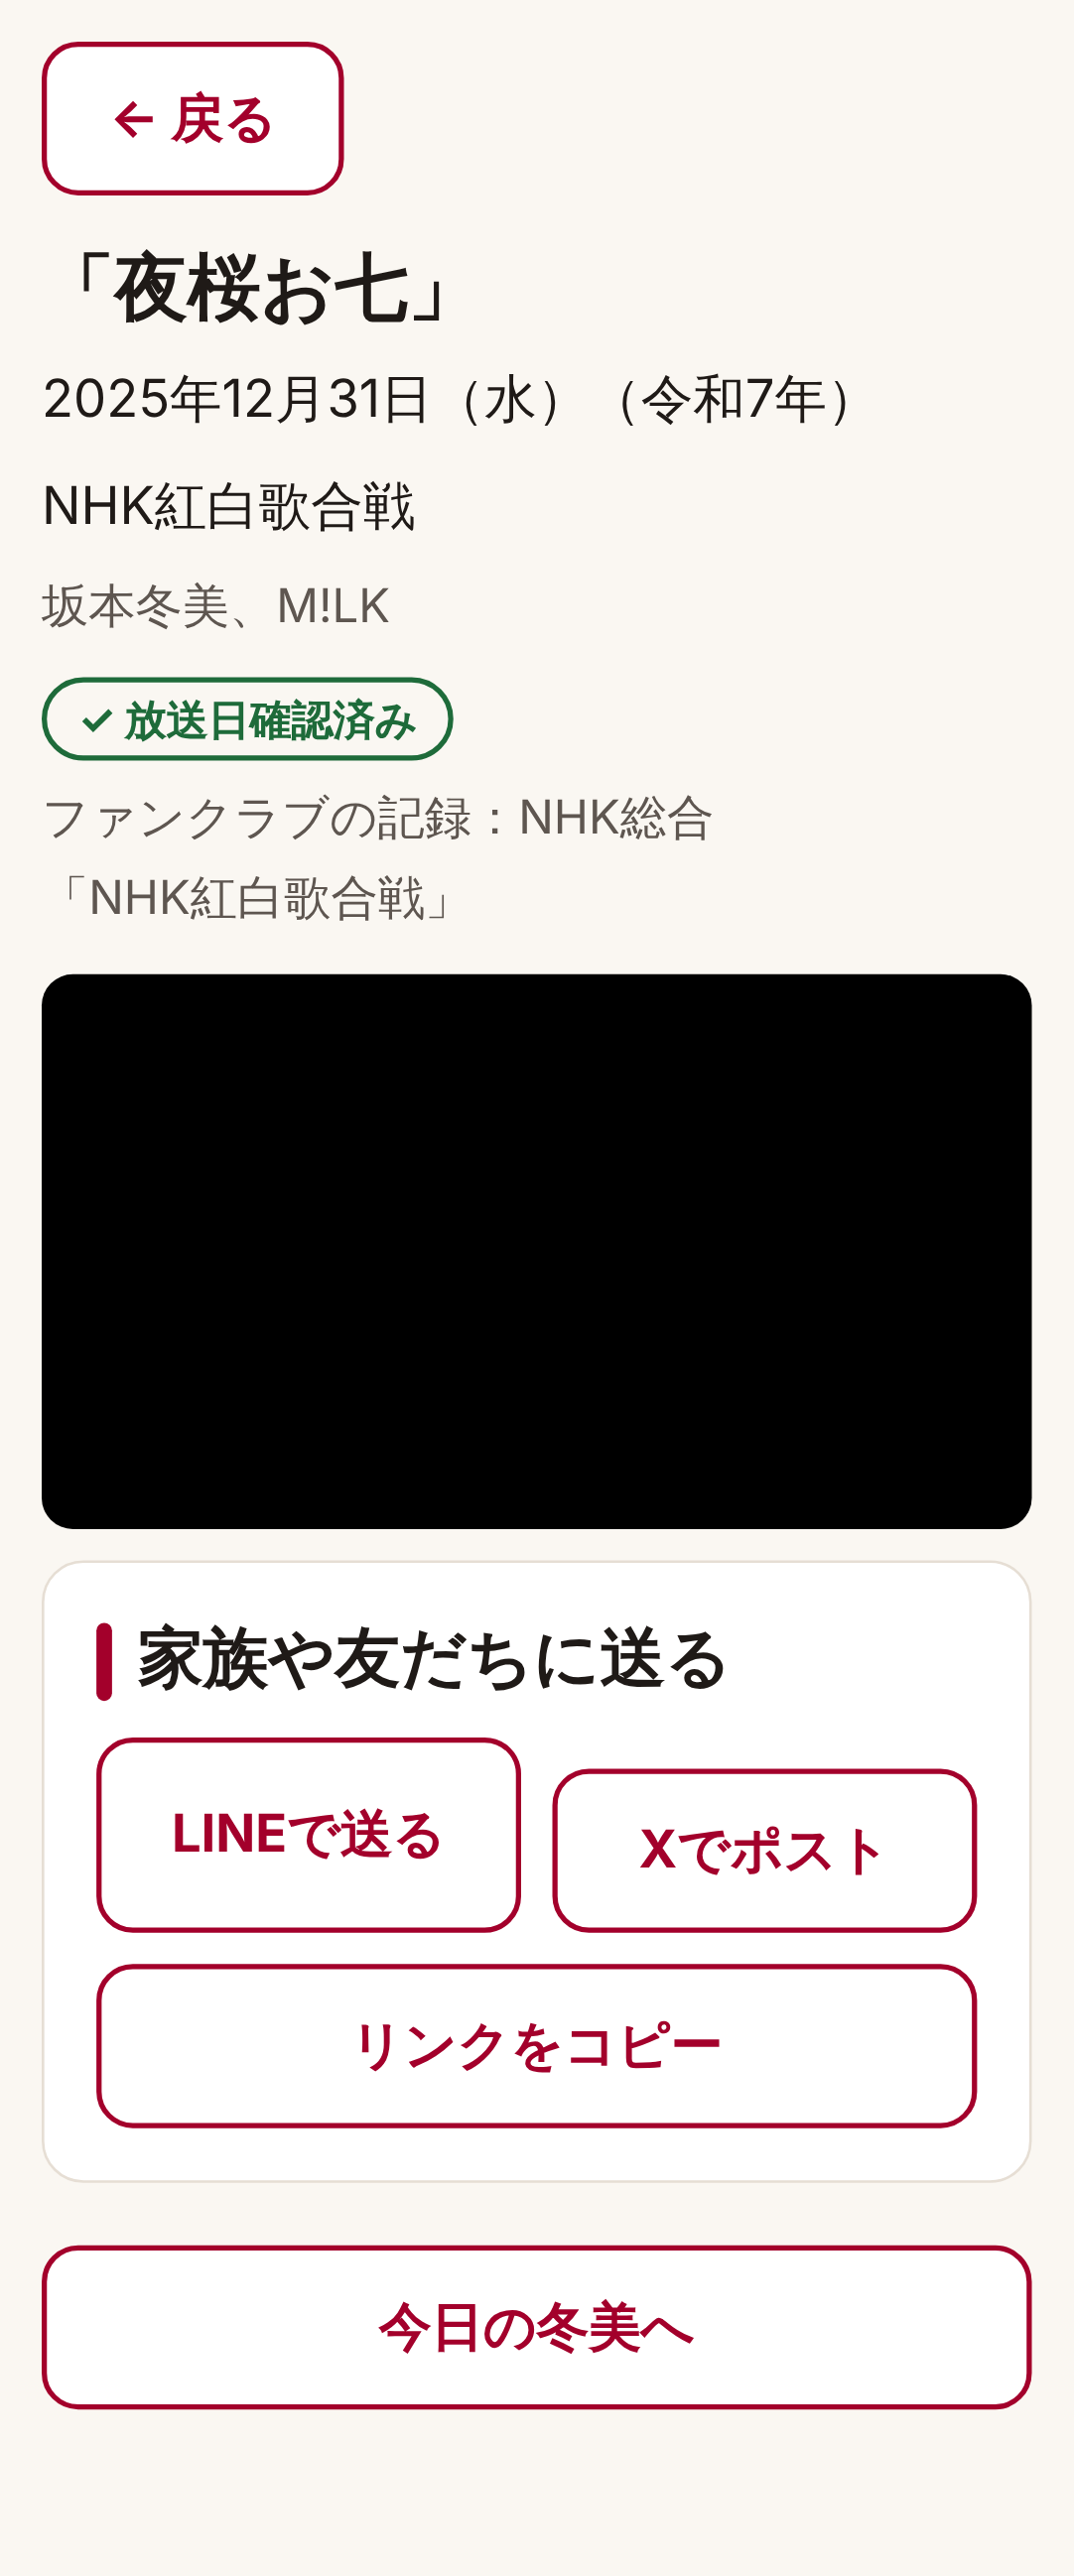 ← 戻る
「夜桜お七」
2025年12月31日（水）（令和7年）
NHK紅白歌合戦
坂本冬美、M!LK
✓ 放送日確認済み
ファンクラブの記録：NHK総合
「NHK紅白歌合戦」
家族や友だちに送る
LINEで送る
Xでポスト
リンクをコピー
今日の冬美へ